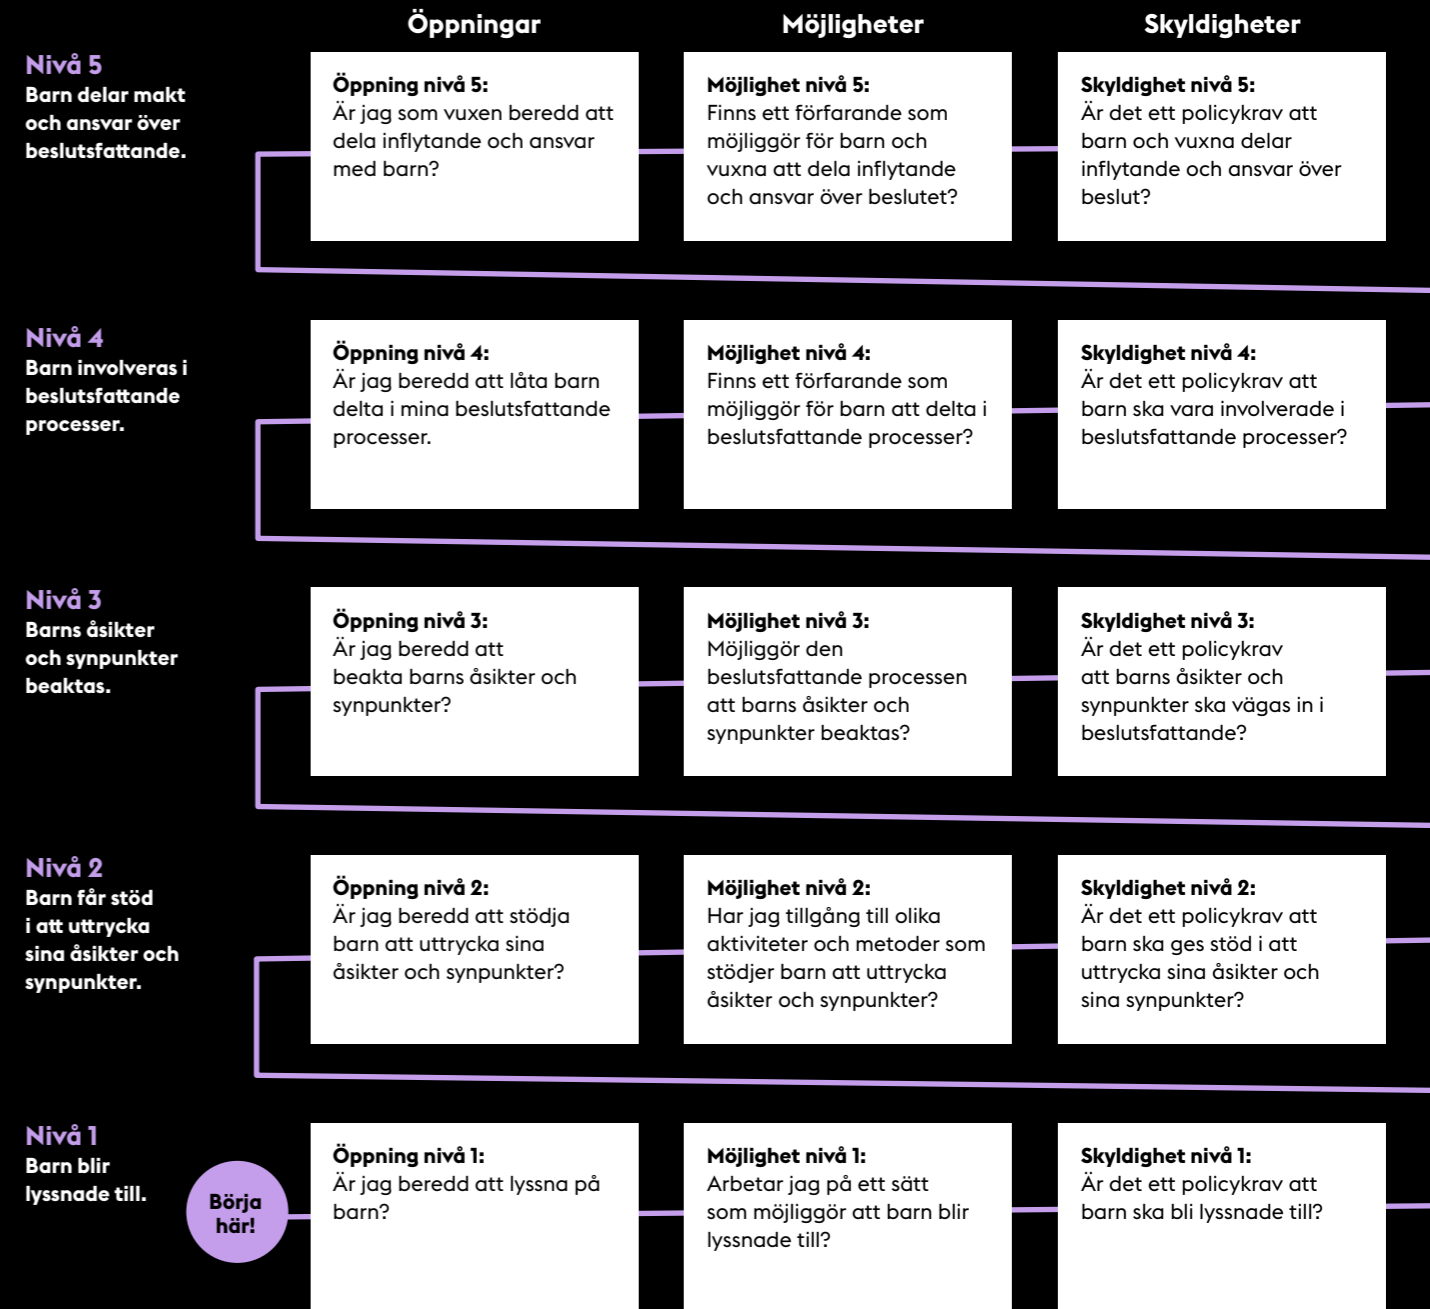 Öppningar
Möjligheter
Skyldigheter
Nivå 5
Barn delar makt
och ansvar över
beslutsfattande.
Öppning nivå 5:
Är jag som vuxen beredd att
dela inflytande och ansvar
med barn?
Möjlighet nivå 5:
Finns ett förfarande som
möjliggör för barn och
vuxna att dela inflytande
och ansvar över beslutet?
Skyldighet nivå 5:
Är det ett policykrav att
barn och vuxna delar
inflytande och ansvar över
beslut?
Nivå 4
Barn involveras i
beslutsfattande
processer.
Öppning nivå 4:
Är jag beredd att låta barn
delta i mina beslutsfattande
processer.
Möjlighet nivå 4:
Finns ett förfarande som
möjliggör för barn att delta i
beslutsfattande processer?
Skyldighet nivå 4:
Är det ett policykrav att
barn ska vara involverade i
beslutsfattande processer?
Nivå 3
Barns åsikter
och synpunkter
beaktas.
Öppning nivå 3:
Är jag beredd att
beakta barns åsikter och
synpunkter?
Möjlighet nivå 3:
Möjliggör den
beslutsfattande processen
att barns åsikter och
synpunkter beaktas?
Skyldighet nivå 3:
Är det ett policykrav
att barns åsikter och
synpunkter ska vägas in i
beslutsfattande?
Nivå 2
Barn får stöd
i att uttrycka
sina åsikter och
synpunkter.
Öppning nivå 2:
Är jag beredd att stödja
barn att uttrycka sina
åsikter och synpunkter?
Möjlighet nivå 2:
Har jag tillgång till olika
aktiviteter och metoder som
stödjer barn att uttrycka
åsikter och synpunkter?
Skyldighet nivå 2:
Är det ett policykrav att
barn ska ges stöd i att
uttrycka sina åsikter och
sina synpunkter?
Nivå 1
Barn blir
lyssnade till.
Börja
här!
Öppning nivå 1:
Är jag beredd att lyssna på
barn?
Möjlighet nivå 1:
Arbetar jag på ett sätt
som möjliggör att barn blir
lyssnade till?
Skyldighet nivå 1:
Är det ett policykrav att
barn ska bli lyssnade till?